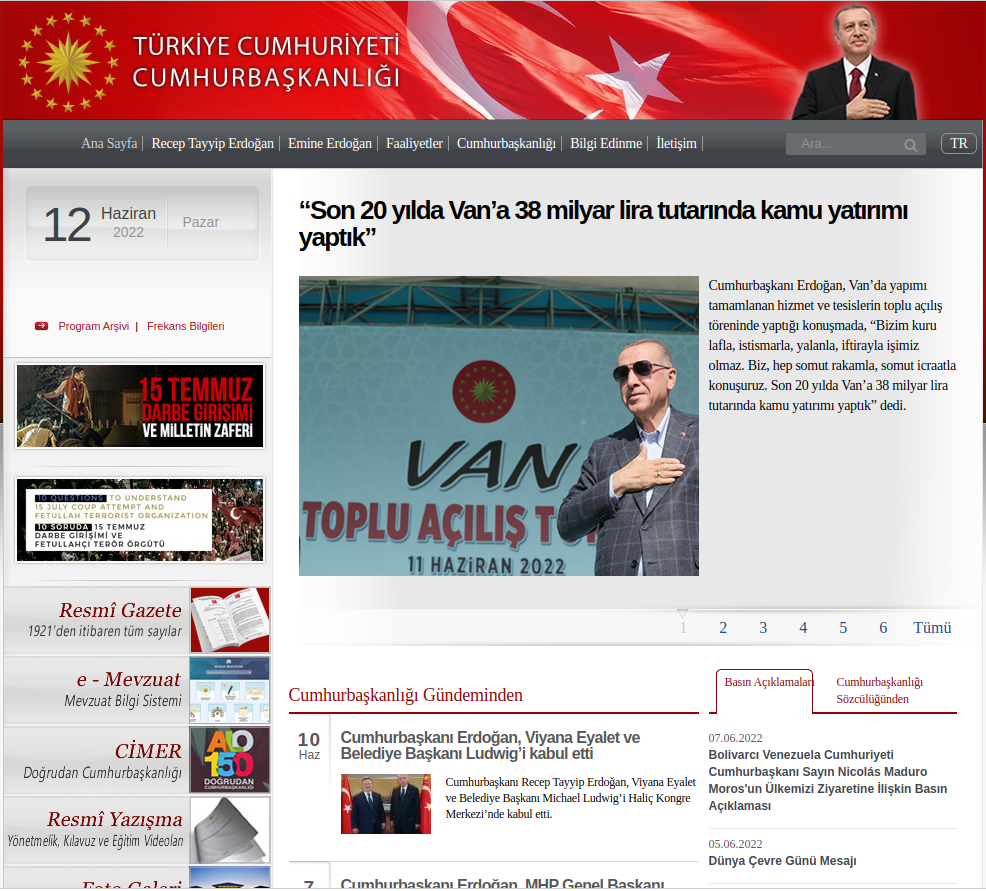 TÜRKİYE CUMHURİYETİ
CUMHURBAŞKANLIĞI
Ana Sayfa
Recep Tayyip Erdoğan
Emine Erdoğan
Faaliyetler
Cumhurbaşkanlığı
Bilgi Edinme
İletişim
Ara...
TR
12
Haziran
2022
Pazar
Program Arşivi | Frekans Bilgileri
15 TEMMUZ
DARBE GİRİŞİMİ
VE MİLLETİN ZAFERİ
10 QUESTIONS TO UNDERSTAND
15 JULY COUP ATTEMPT AND
FETULLAH TERRORIST ORGANIZATION
10 SORUDA 15 TEMMUZ
DARBE GİRİŞİMİ VE
FETULLAHÇI TERÖR ÖRGÜTÜ
Resmî Gazete
1921'den itibaren tüm sayılar
e - Mevzuat
Mevzuat Bilgi Sistemi
CİMER
Doğrudan Cumhurbaşkanlığı
ALO
150
DOĞRUDAN
CUMHURBAŞKANLIĞI
Resmî Yazışma
Yönetmelik, Kılavuz ve Eğitim Videoları
Foto Galeri
“Son 20 yılda Van’a 38 milyar lira tutarında kamu yatırımı
yaptık”
VAN
TOPLU AÇILIŞ T
11 HAZİRAN 2022
Cumhurbaşkanı Erdoğan, Van’da yapımı
tamamlanan hizmet ve tesislerin toplu açılış
töreninde yaptığı konuşmada, “Bizim kuru
lafla, istismarla, yalanla, iftirayla işimiz
olmaz. Biz, hep somut rakamla, somut icraatla
konuşuruz. Son 20 yılda Van’a 38 milyar lira
tutarında kamu yatırımı yaptık” dedi.
1 2 3 4 5 6 Tümü
Cumhurbaşkanlığı Gündeminden
10
Haz
Cumhurbaşkanı Erdoğan, Viyana Eyalet ve
Belediye Başkanı Ludwig’i kabul etti
Cumhurbaşkanı Recep Tayyip Erdoğan, Viyana Eyalet
ve Belediye Başkanı Michael Ludwig’i Haliç Kongre
Merkezi’nde kabul etti.
7
Cumhurbaşkanı Erdoğan, MHP Genel Başkanı
Basın Açıklamaları
Cumhurbaşkanlığı
Sözcülüğünden
07.06.2022
Bolivarcı Venezuela Cumhuriyeti
Cumhurbaşkanı Sayın Nicolás Maduro
Moros'un Ülkemizi Ziyaretine İlişkin Basın
Açıklaması
05.06.2022
Dünya Çevre Günü Mesajı